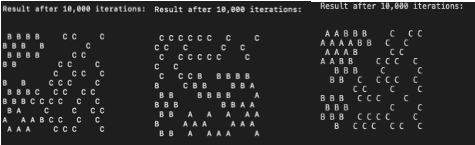 Result after 10,000 iterations:
B B B B C C C
B B B B C
B B B C C C
B B C C C
C C C C
B B C C C C
B B B C C C C C
B B B C C C C C C
B A C C C C
A A A B C C C C
A A A C C C C
Result after 10,000 iterations:
C C C C C C C C
C C C C C
C C C C C C C
C C
C C C B B B B B
C B B B B A
B B B B B B A
B B B B B A A
B B A A A A A
B A A A A A A
B B A A A A A
Result after 10,000 iterations:
A A B B B C C C
A A A A B B C C
A A A B C C
A A B B C C C C
B B B C C
B B C C C C C
C C C C
B B B C C C C
B B B C C
B B B C C C C C
B C C C C C C